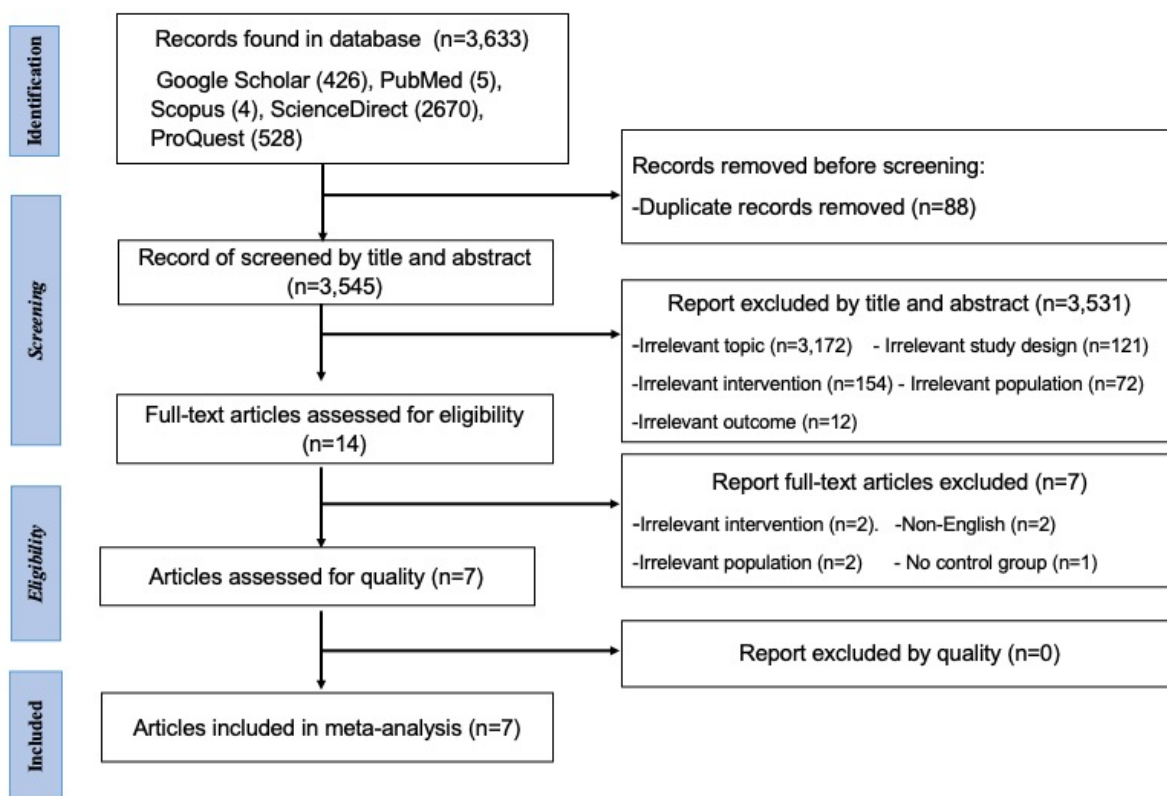 Identification
Records found in database (n=3,633)
Google Scholar (426), PubMed (5),
Scopus (4), ScienceDirect (2670),
ProQuest (528)
Records removed before screening:
-Duplicate records removed (n=88)
Screening
Record of screened by title and abstract
(n=3,545)
Report excluded by title and abstract (n=3,531)
-Irrelevant topic (n=3,172) - Irrelevant study design (n=121)
-Irrelevant intervention (n=154) - Irrelevant population (n=72)
-Irrelevant outcome (n=12)
Full-text articles assessed for eligibility
(n=14)
Eligibility
Report full-text articles excluded (n=7)
-Irrelevant intervention (n=2). -Non-English (n=2)
-Irrelevant population (n=2) - No control group (n=1)
Articles assessed for quality (n=7)
Report excluded by quality (n=0)
Included
Articles included in meta-analysis (n=7)